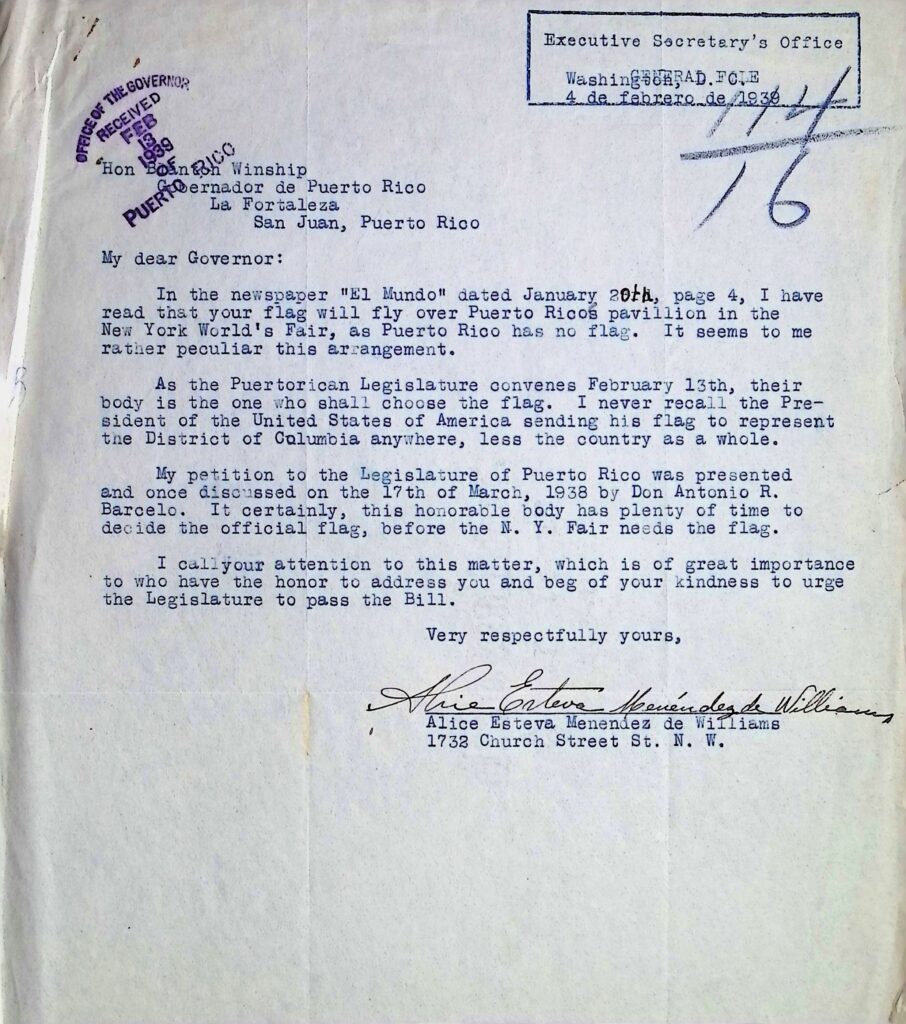 Executive Secretary's Office
GENERAL FILE
Washington, D. C.
4 de febrero de 1939
114
16
OFFICE OF THE GOVERNOR
RECEIVED
FEB
13
1939
OF
PUERTO RICO
Hon Blanton Winship
Gobernador de Puerto Rico
La Fortaleza
San Juan, Puerto Rico
My dear Governor:
In the newspaper "El Mundo" dated January 20th, page 4, I have
read that your flag will fly over Puerto Ricos pavillion in the
New York World's Fair, as Puerto Rico has no flag. It seems to me
rather peculiar this arrangement.
As the Puertorican Legislature convenes February 13th, their
body is the one who shall choose the flag. I never recall the Pre-
sident of the United States of America sending his flag to represent
the District of Columbia anywhere, less the country as a whole.
My petition to the Legislature of Puerto Rico was presented
and once discussed on the 17th of March, 1938 by Don Antonio R.
Barcelo. It certainly, this honorable body has plenty of time to
decide the official flag, before the N. Y. Fair needs the flag.
I call your attention to this matter, which is of great importance
to who have the honor to address you and beg of your kindness to urge
the Legislature to pass the Bill.
Very respectfully yours,
Alice Esteva Menéndez de Williams
Alice Esteva Menendez de Williams
1732 Church Street St. N. W.